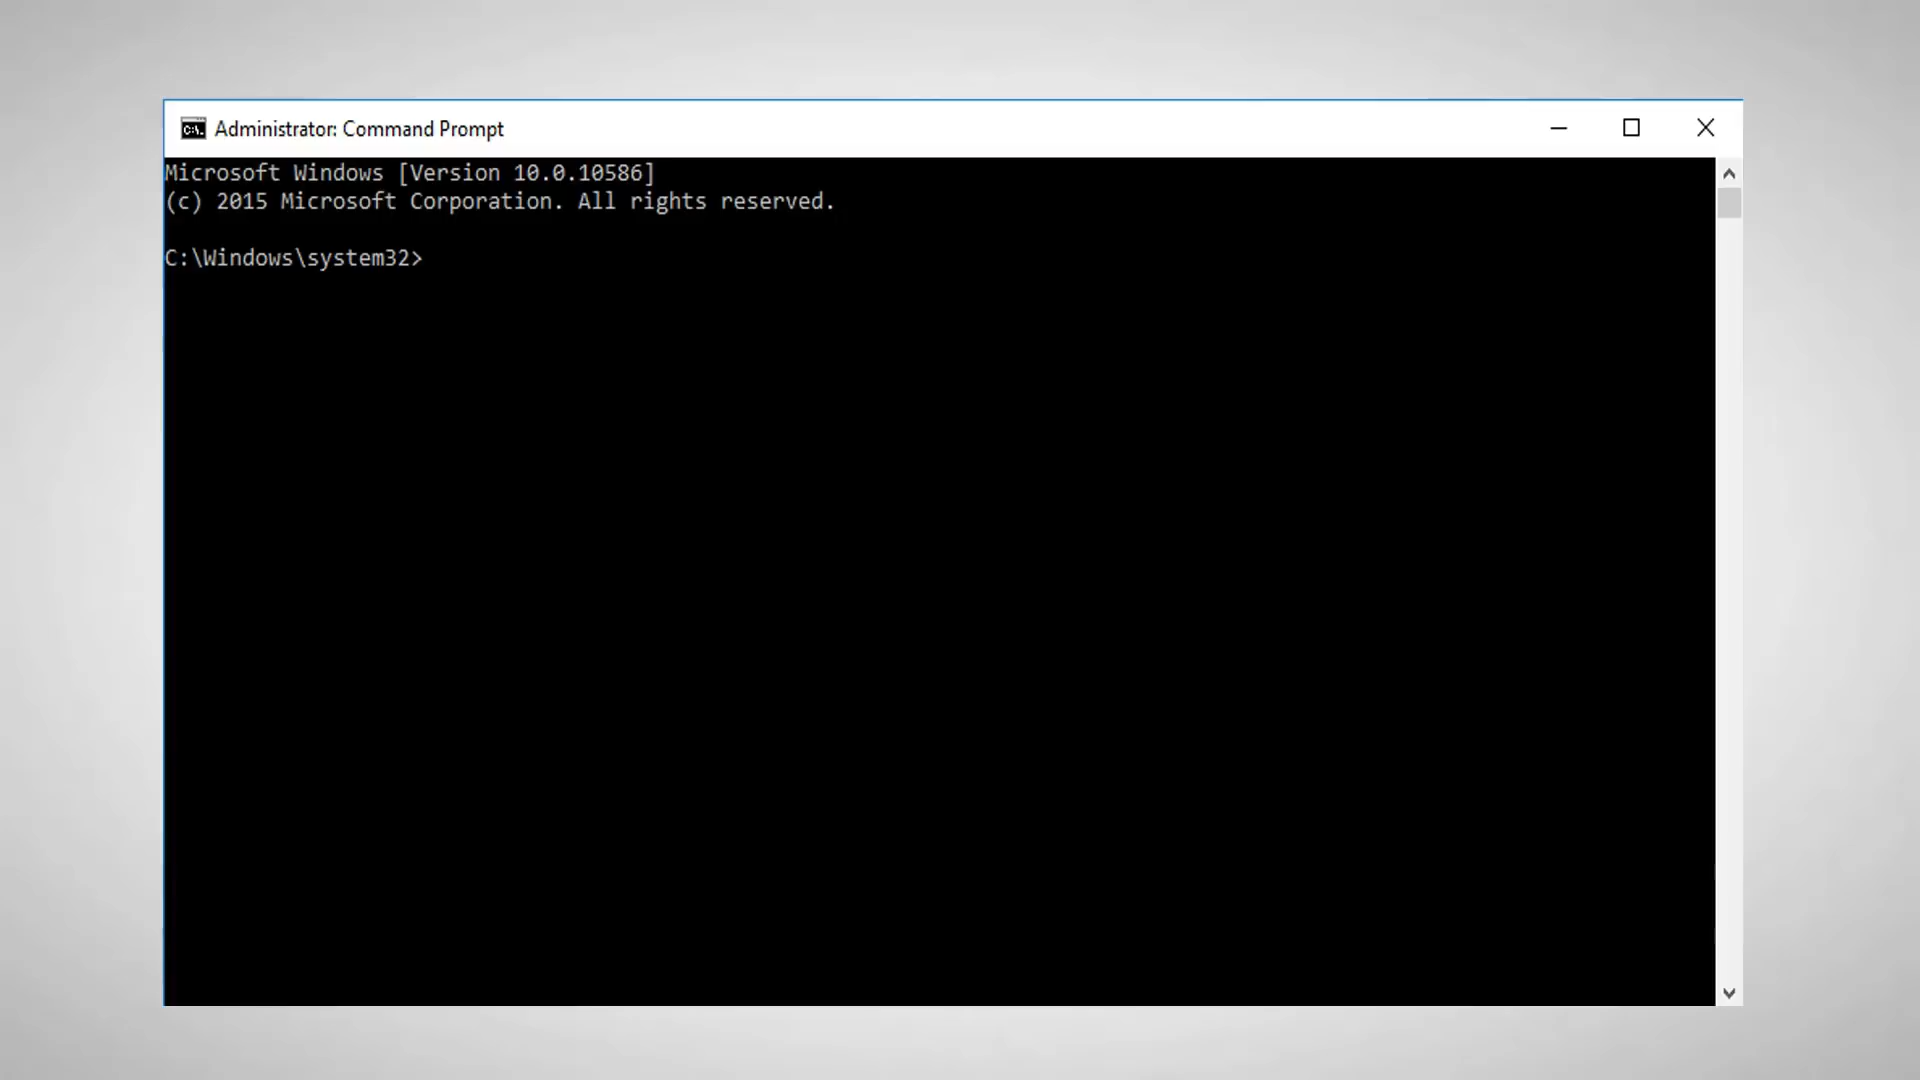 Administrator: Command Prompt
Microsoft Windows [Version 10.0.10586]
(c) 2015 Microsoft Corporation. All rights reserved.
C:\Windows\system32>